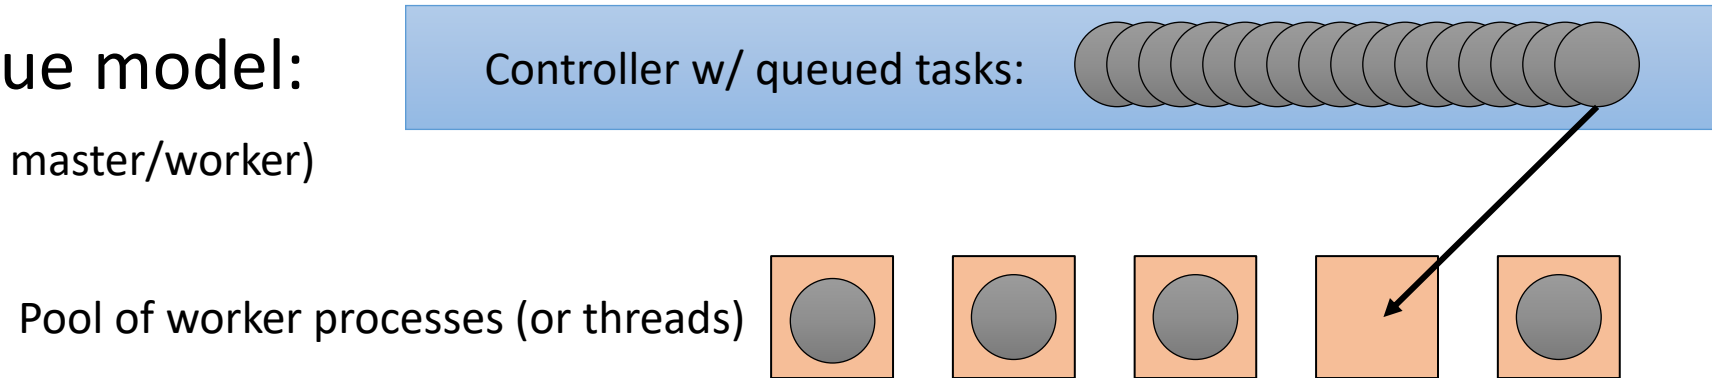 ue model:
Controller w/ queued tasks:
master/worker)
Pool of worker processes (or threads)